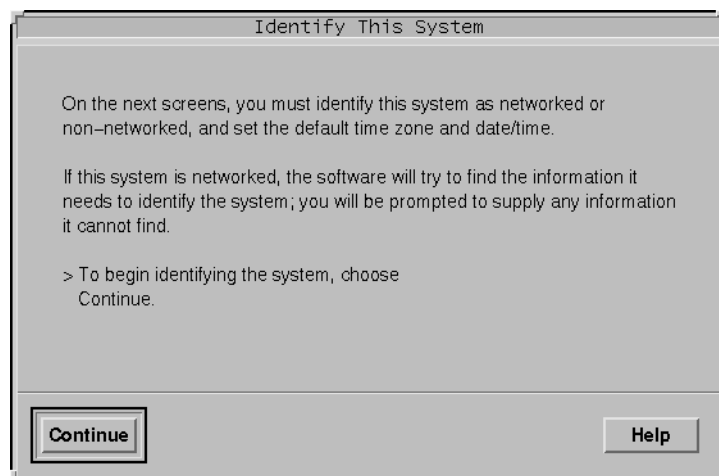 Identify This System
On the next screens, you must identify this system as networked or
non–networked, and set the default time zone and date/time.
If this system is networked, the software will try to find the information it
needs to identify the system; you will be prompted to supply any information
it cannot find.
> To begin identifying the system, choose
Continue.
Continue
Help